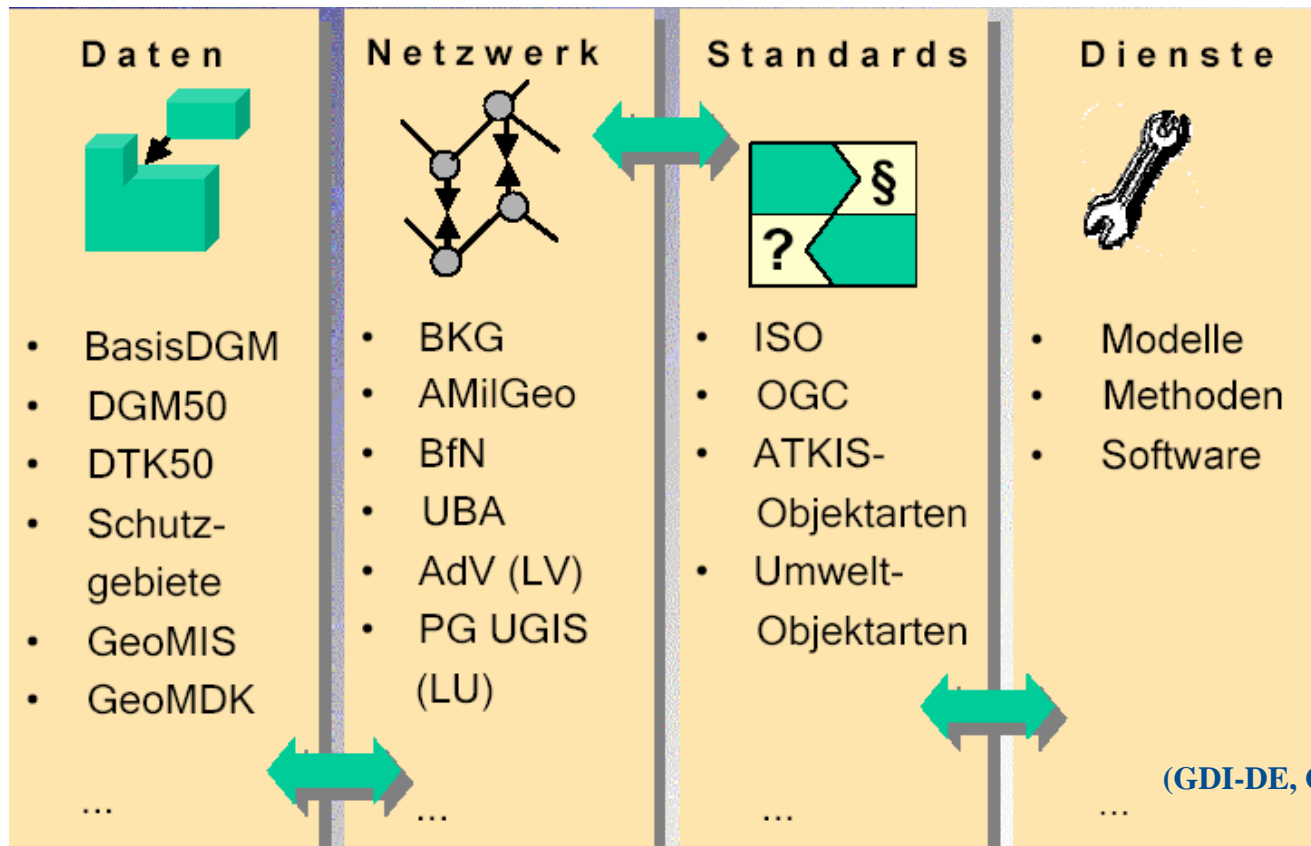 Daten
BasisDGM
DGM50
DTK50
Schutz-
gebiete
GeoMIS
GeoMDK
...
Netzwerk
BKG
AMilGeo
BfN
UBA
AdV (LV)
PG UGIS
(LU)
...
Standards
§
?
ISO
OGC
ATKIS-
Objektarten
Umwelt-
Objektarten
...
Dienste
Modelle
Methoden
Software
(GDI-DE,
...